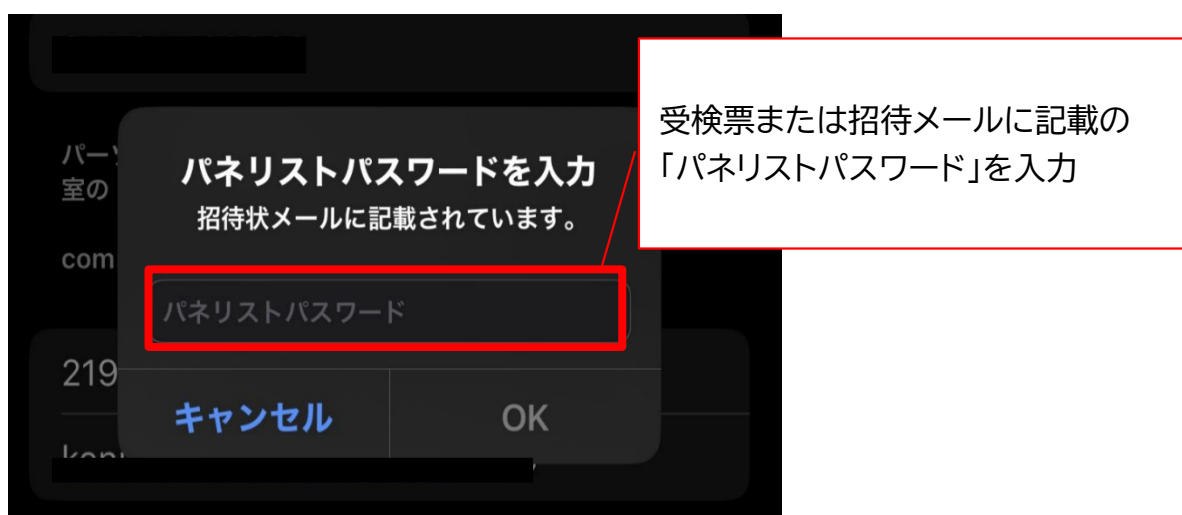 受検票または招待メールに記載の
「パネリストパスワード」を入力
パー
室の
パネリストパスワードを入力
招待状メールに記載されています。
com
パネリストパスワード
219
キャンセル
OK